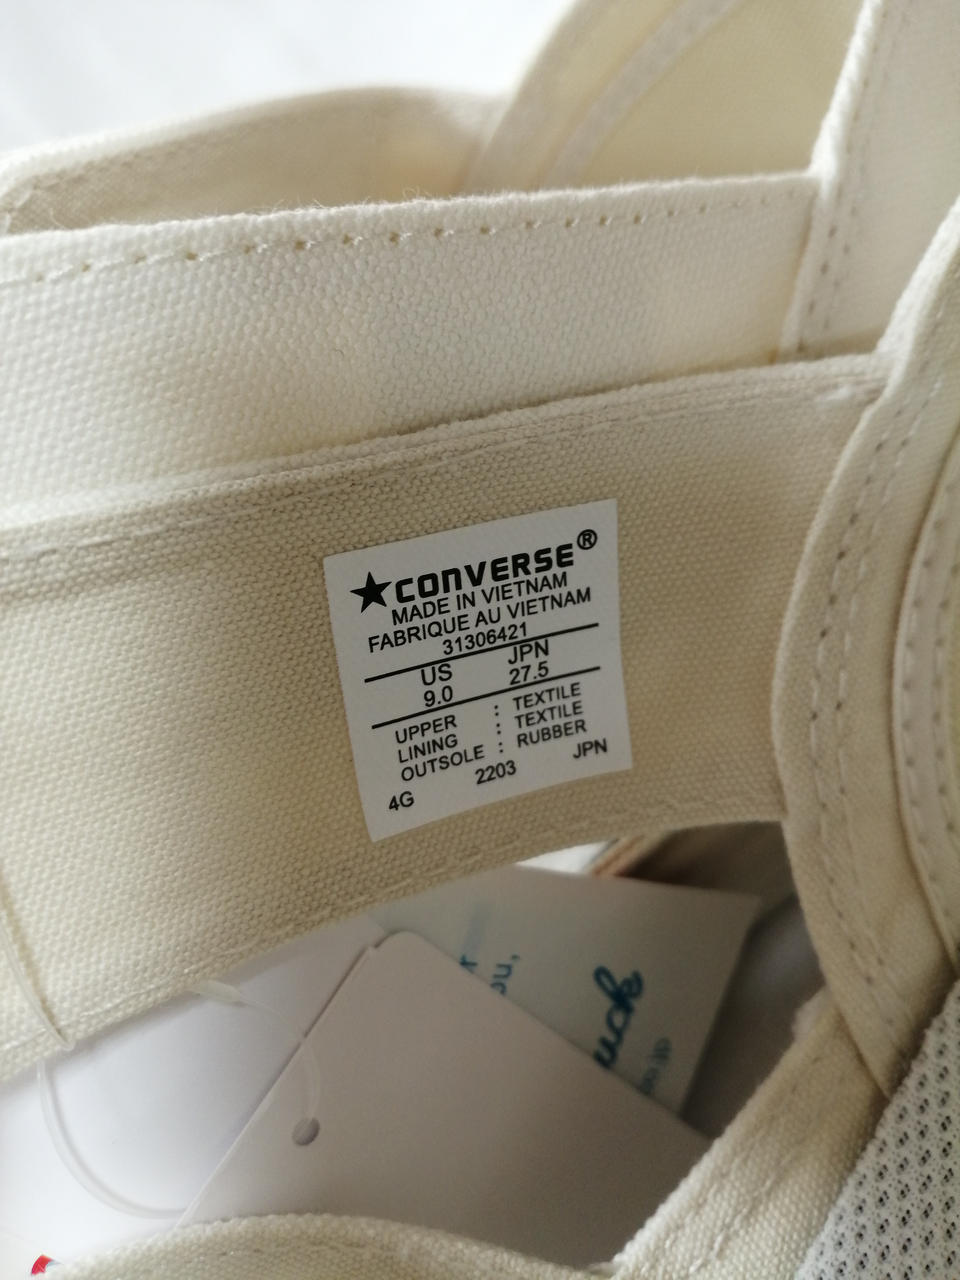 ★CONVERSE®
MADE IN VIETNAM
FABRIQUE AU VIETNAM
31306421
US JPN
9.0 27.5
UPPER : TEXTILE
LINING : TEXTILE
OUTSOLE : RUBBER
4G 2203 JPN